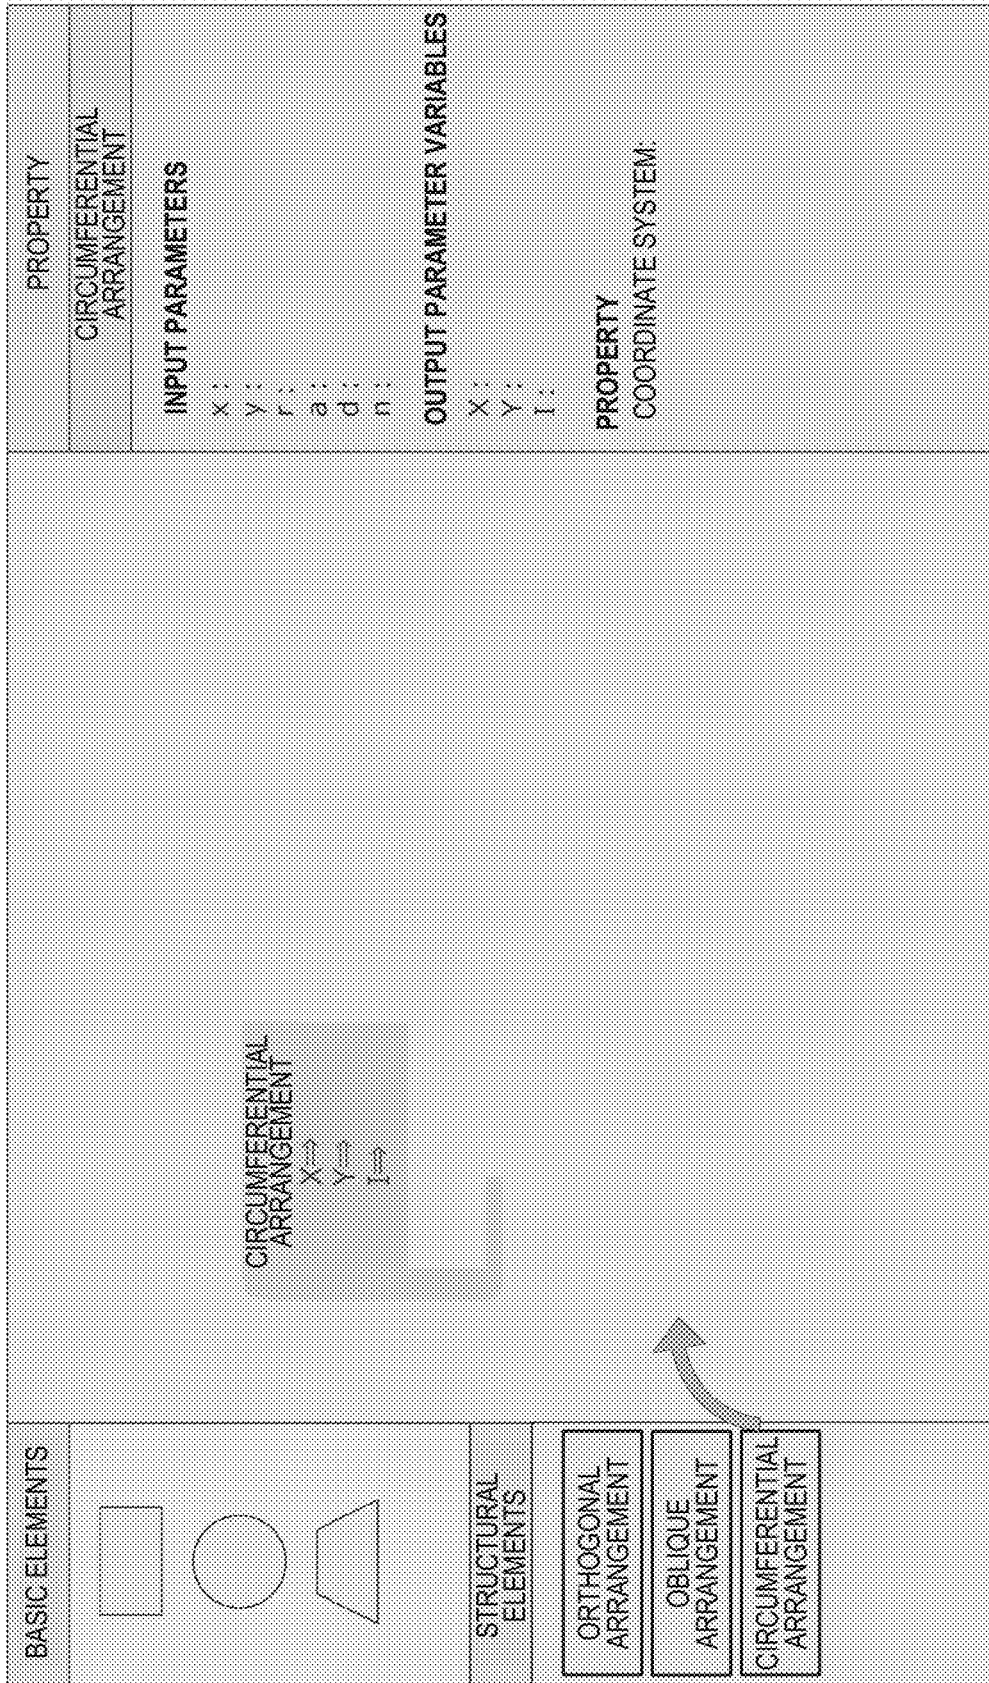 BASIC ELEMENTS
STRUCTURAL
ELEMENTS
ORTHOGONAL
ARRANGEMENT
OBLIQUE
ARRANGEMENT
CIRCUMFERENTIAL
ARRANGEMENT
CIRCUMFERENTIAL
ARRANGEMENT
X⇒
Y⇒
I⇒
PROPERTY
CIRCUMFERENTIAL
ARRANGEMENT
INPUT PARAMETERS
x:
y:
r:
a:
d:
n:
OUTPUT PARAMETER VARIABLES
X:
Y:
I:
PROPERTY
COORDINATE SYSTEM: